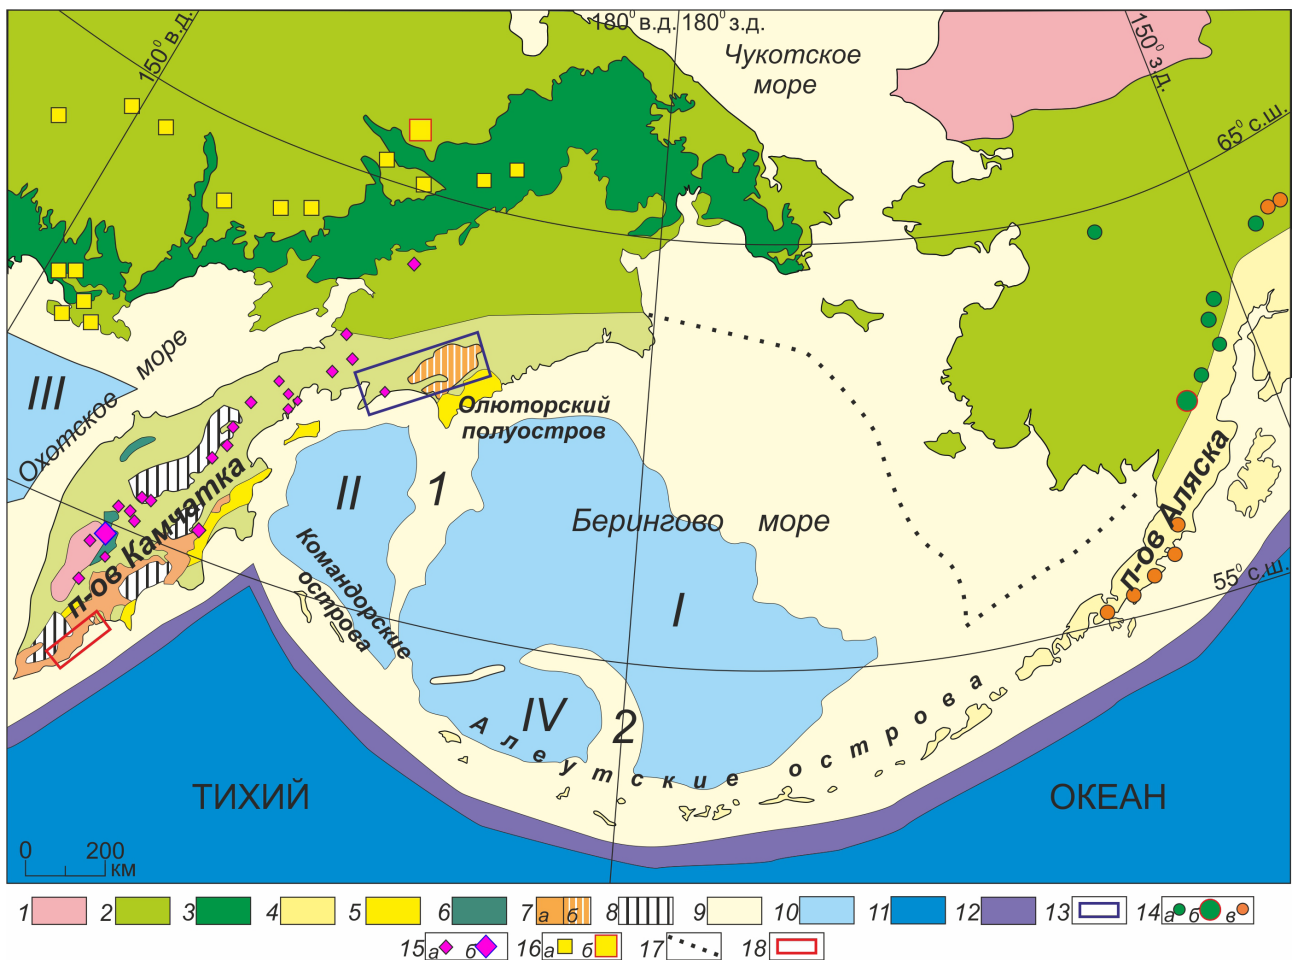 150° в.д.
180° в.д. 180° з.д.
150° з.д.
Чукотское
море
65° с.ш.
Охотское море
III
Олюторский
полуостров
II
1
Берингово море
п-ов Камчатка
п-ов Аляска
Командорские
острова
I
55° с.ш.
IV
2
Алеутские острова
ТИХИЙ ОКЕАН
0 200
КМ
1 2 3 4 5 6 7 а б 8 9 10 11 12 13 14 а б в
15 а б 16 а б 17 18